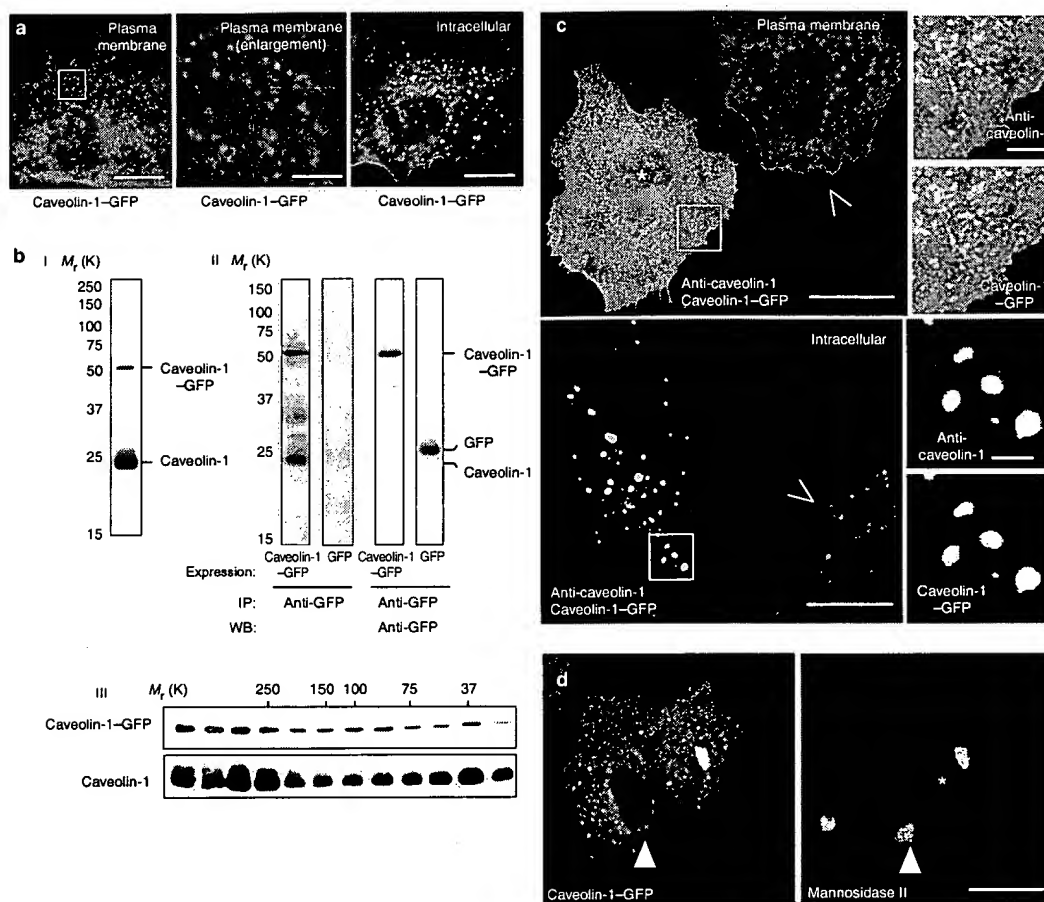 a
Plasma
membrane
Plasma membrane
(enlargement)
Intracellular
Caveolin-1–GFP
Caveolin-1–GFP
Caveolin-1–GFP
b
I
Mr (K)
250
150
100
75
50
37
25
15
Caveolin-1
–GFP
Caveolin-1
II
Mr (K)
150
100
75
50
37
25
15
Caveolin-1
–GFP
GFP
Caveolin-1
Expression:
Caveolin-1
–GFP
GFP
Caveolin-1
–GFP
GFP
IP:
Anti-GFP
Anti-GFP
WB:
Anti-GFP
III
Mr (K)
250
150
100
75
37
Caveolin-1–GFP
Caveolin-1
c
Plasma membrane
*
Anti-caveolin-1
Caveolin-1–GFP
Anti-
caveolin-1
Caveolin-1
–GFP
Intracellular
Anti-caveolin-1
Caveolin-1–GFP
Anti-
caveolin-1
Caveolin-1
–GFP
d
Caveolin-1–GFP
*
Mannosidase II